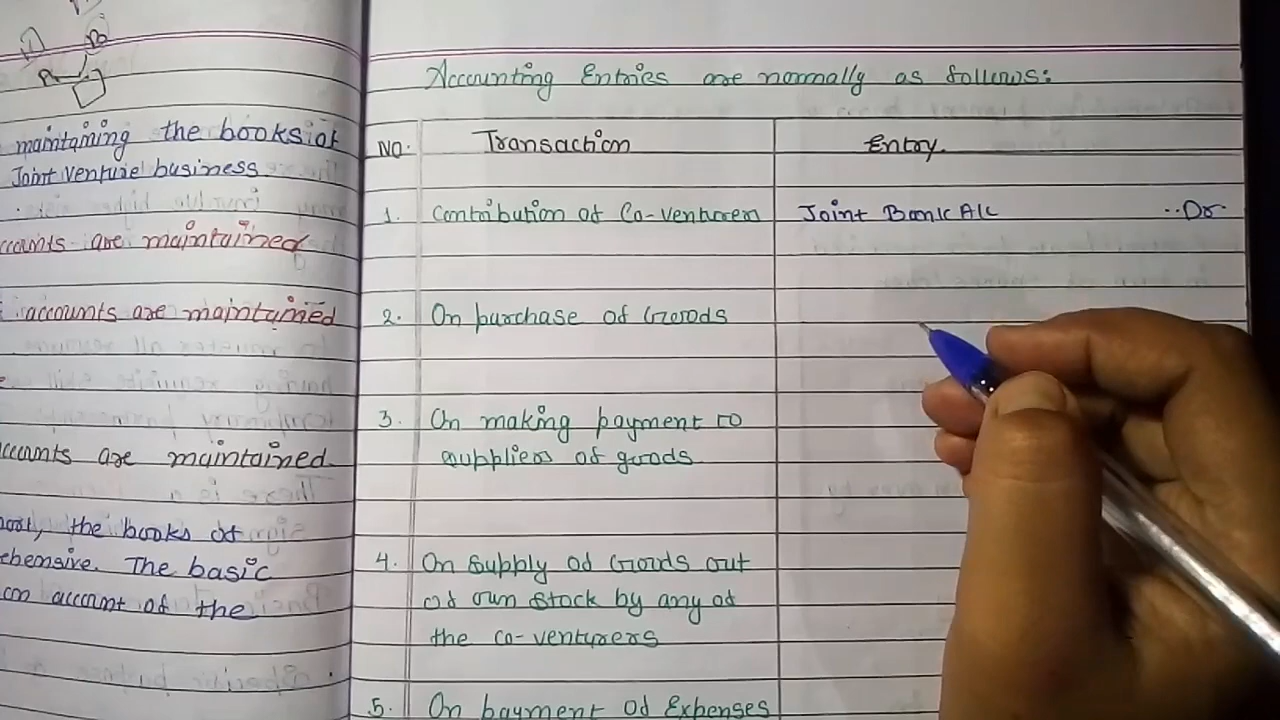 maintaining the books of
Joint Venture business
accounts are maintained
accounts are maintained
accounts are maintained
the books of
The basic
account of the
Accounting Entries are normally as follows:
No. Transaction Entry.
1. Contribution of Co-venturers Joint Bank A/c ..Dr.
2. On purchase of Goods
3. On making payment to
suppliers of goods
4. On supply of Goods out
of own stock by any of
the co-venturers
5. On payment of Expenses